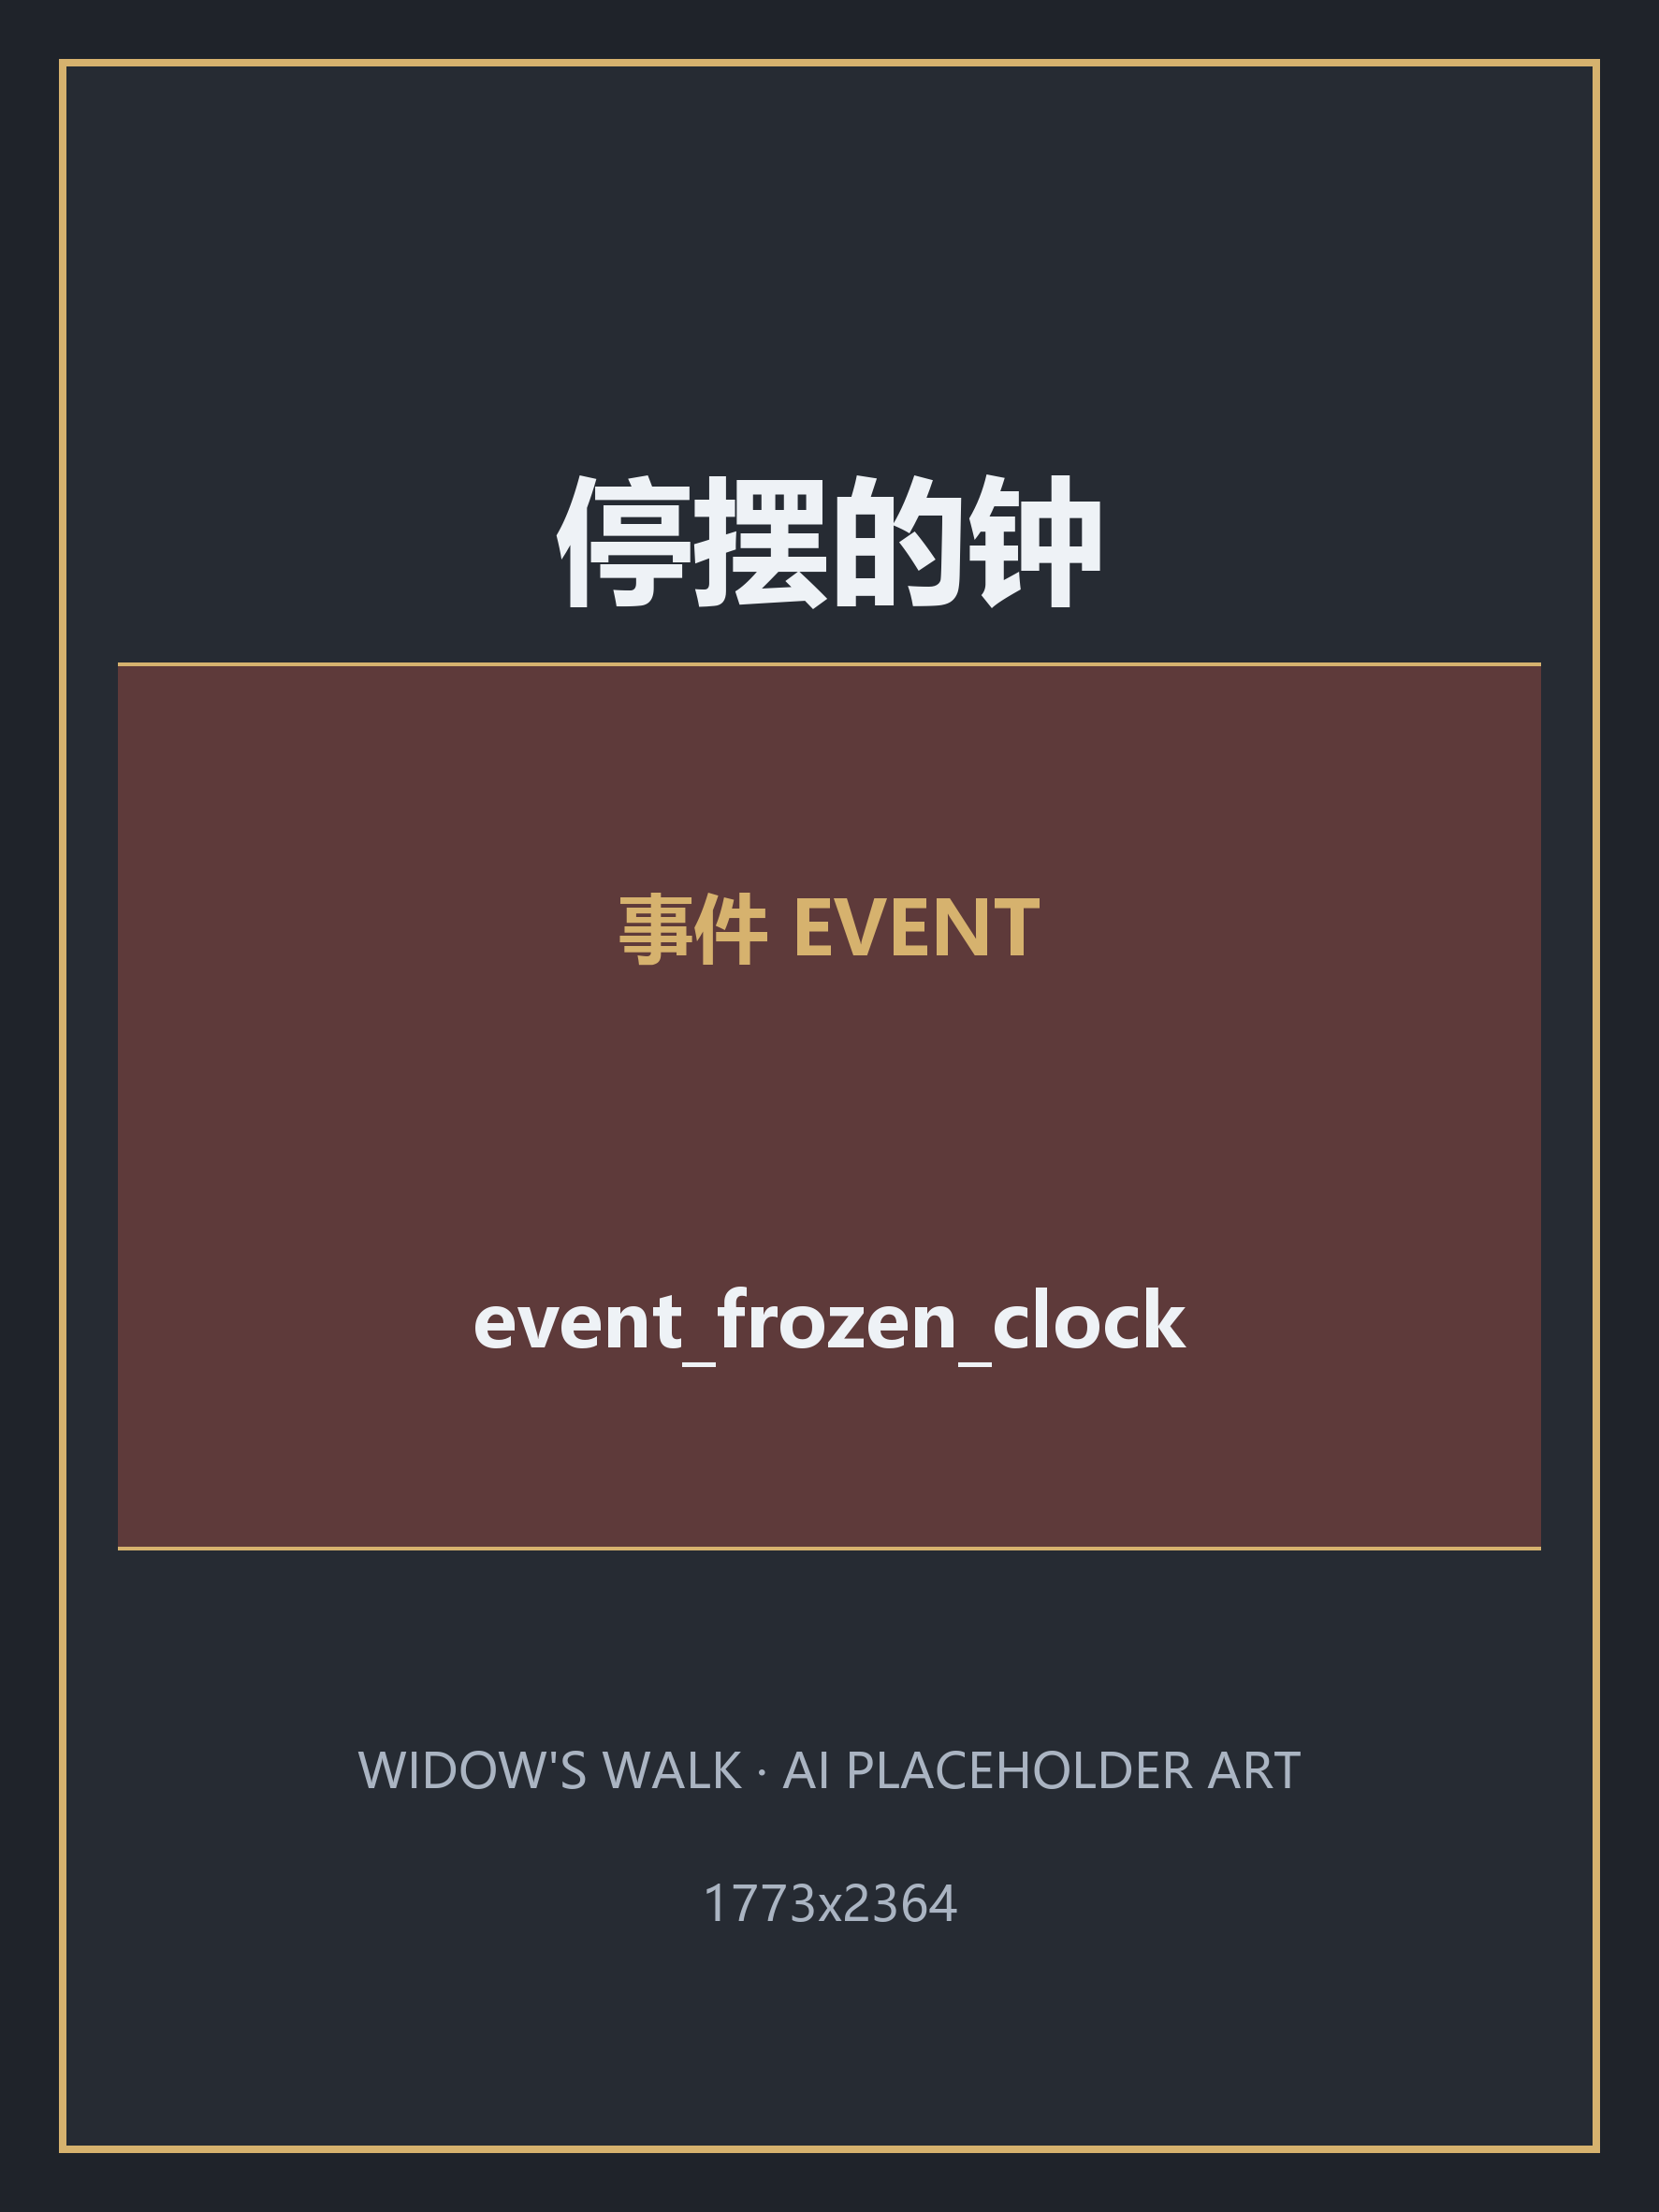 停摆的钟
事件 EVENT
event_frozen_clock
WIDOW'S WALK · AI PLACEHOLDER ART
1773x2364